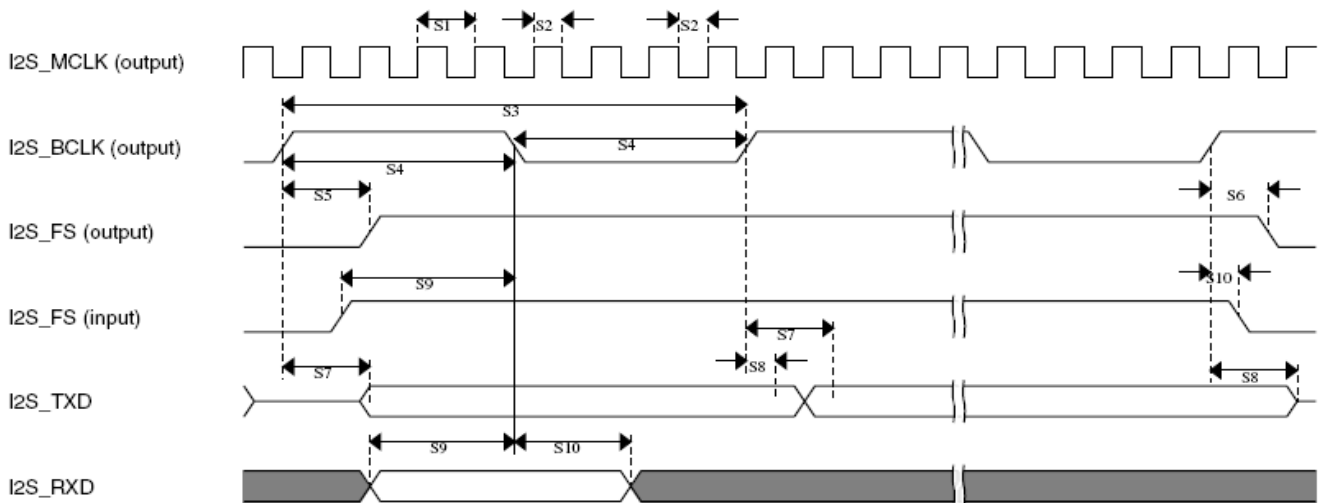 S1 S2 S2
I2S_MCLK (output)
S3
I2S_BCLK (output)
S4
S4
S5 S6
I2S_FS (output)
S9 S10
I2S_FS (input)
S7
S7 S8 S8
I2S_TXD
S9 S10
I2S_RXD